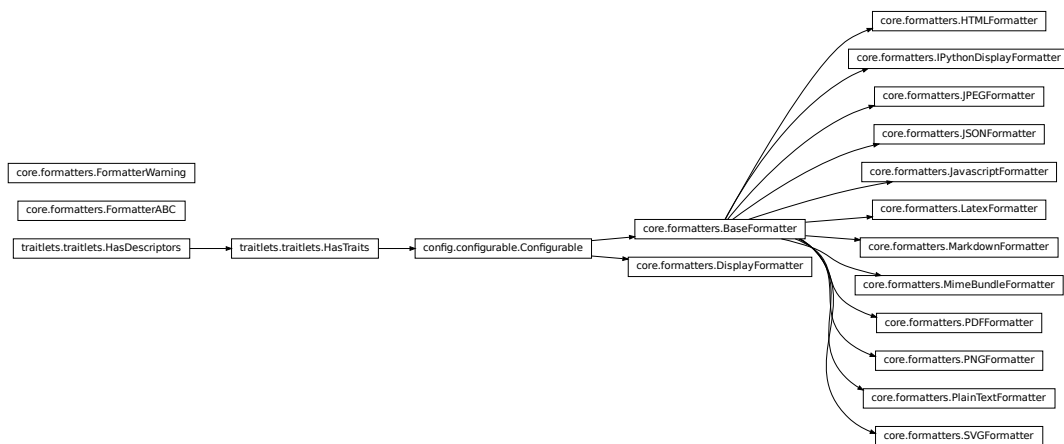 core.formatters.HTMLFormatter
core.formatters.IPythonDisplayFormatter
core.formatters.JPEGFormatter
core.formatters.JSONFormatter
core.formatters.FormatterWarning
core.formatters.JavascriptFormatter
core.formatters.FormatterABC
core.formatters.LatexFormatter
core.formatters.BaseFormatter
traitlets.traitlets.HasDescriptors
traitlets.traitlets.HasTraits
config.configurable.Configurable
core.formatters.MarkdownFormatter
core.formatters.DisplayFormatter
core.formatters.MimeBundleFormatter
core.formatters.PDFFormatter
core.formatters.PNGFormatter
core.formatters.PlainTextFormatter
core.formatters.SVGFormatter